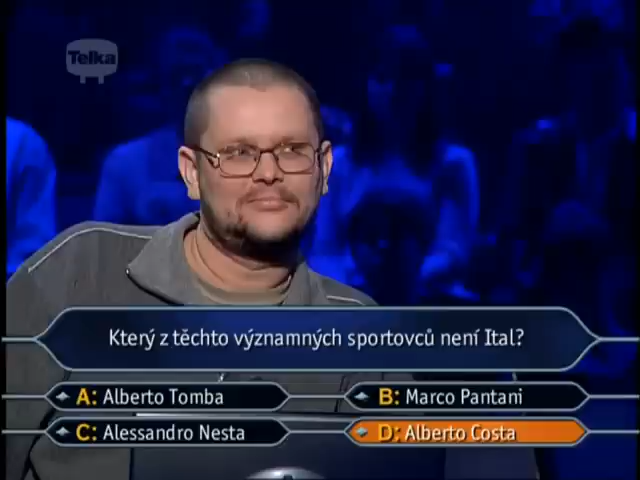 Telka
Který z těchto významných sportovců není Ital?
A: Alberto Tomba
B: Marco Pantani
C: Alessandro Nesta
D: Alberto Costa